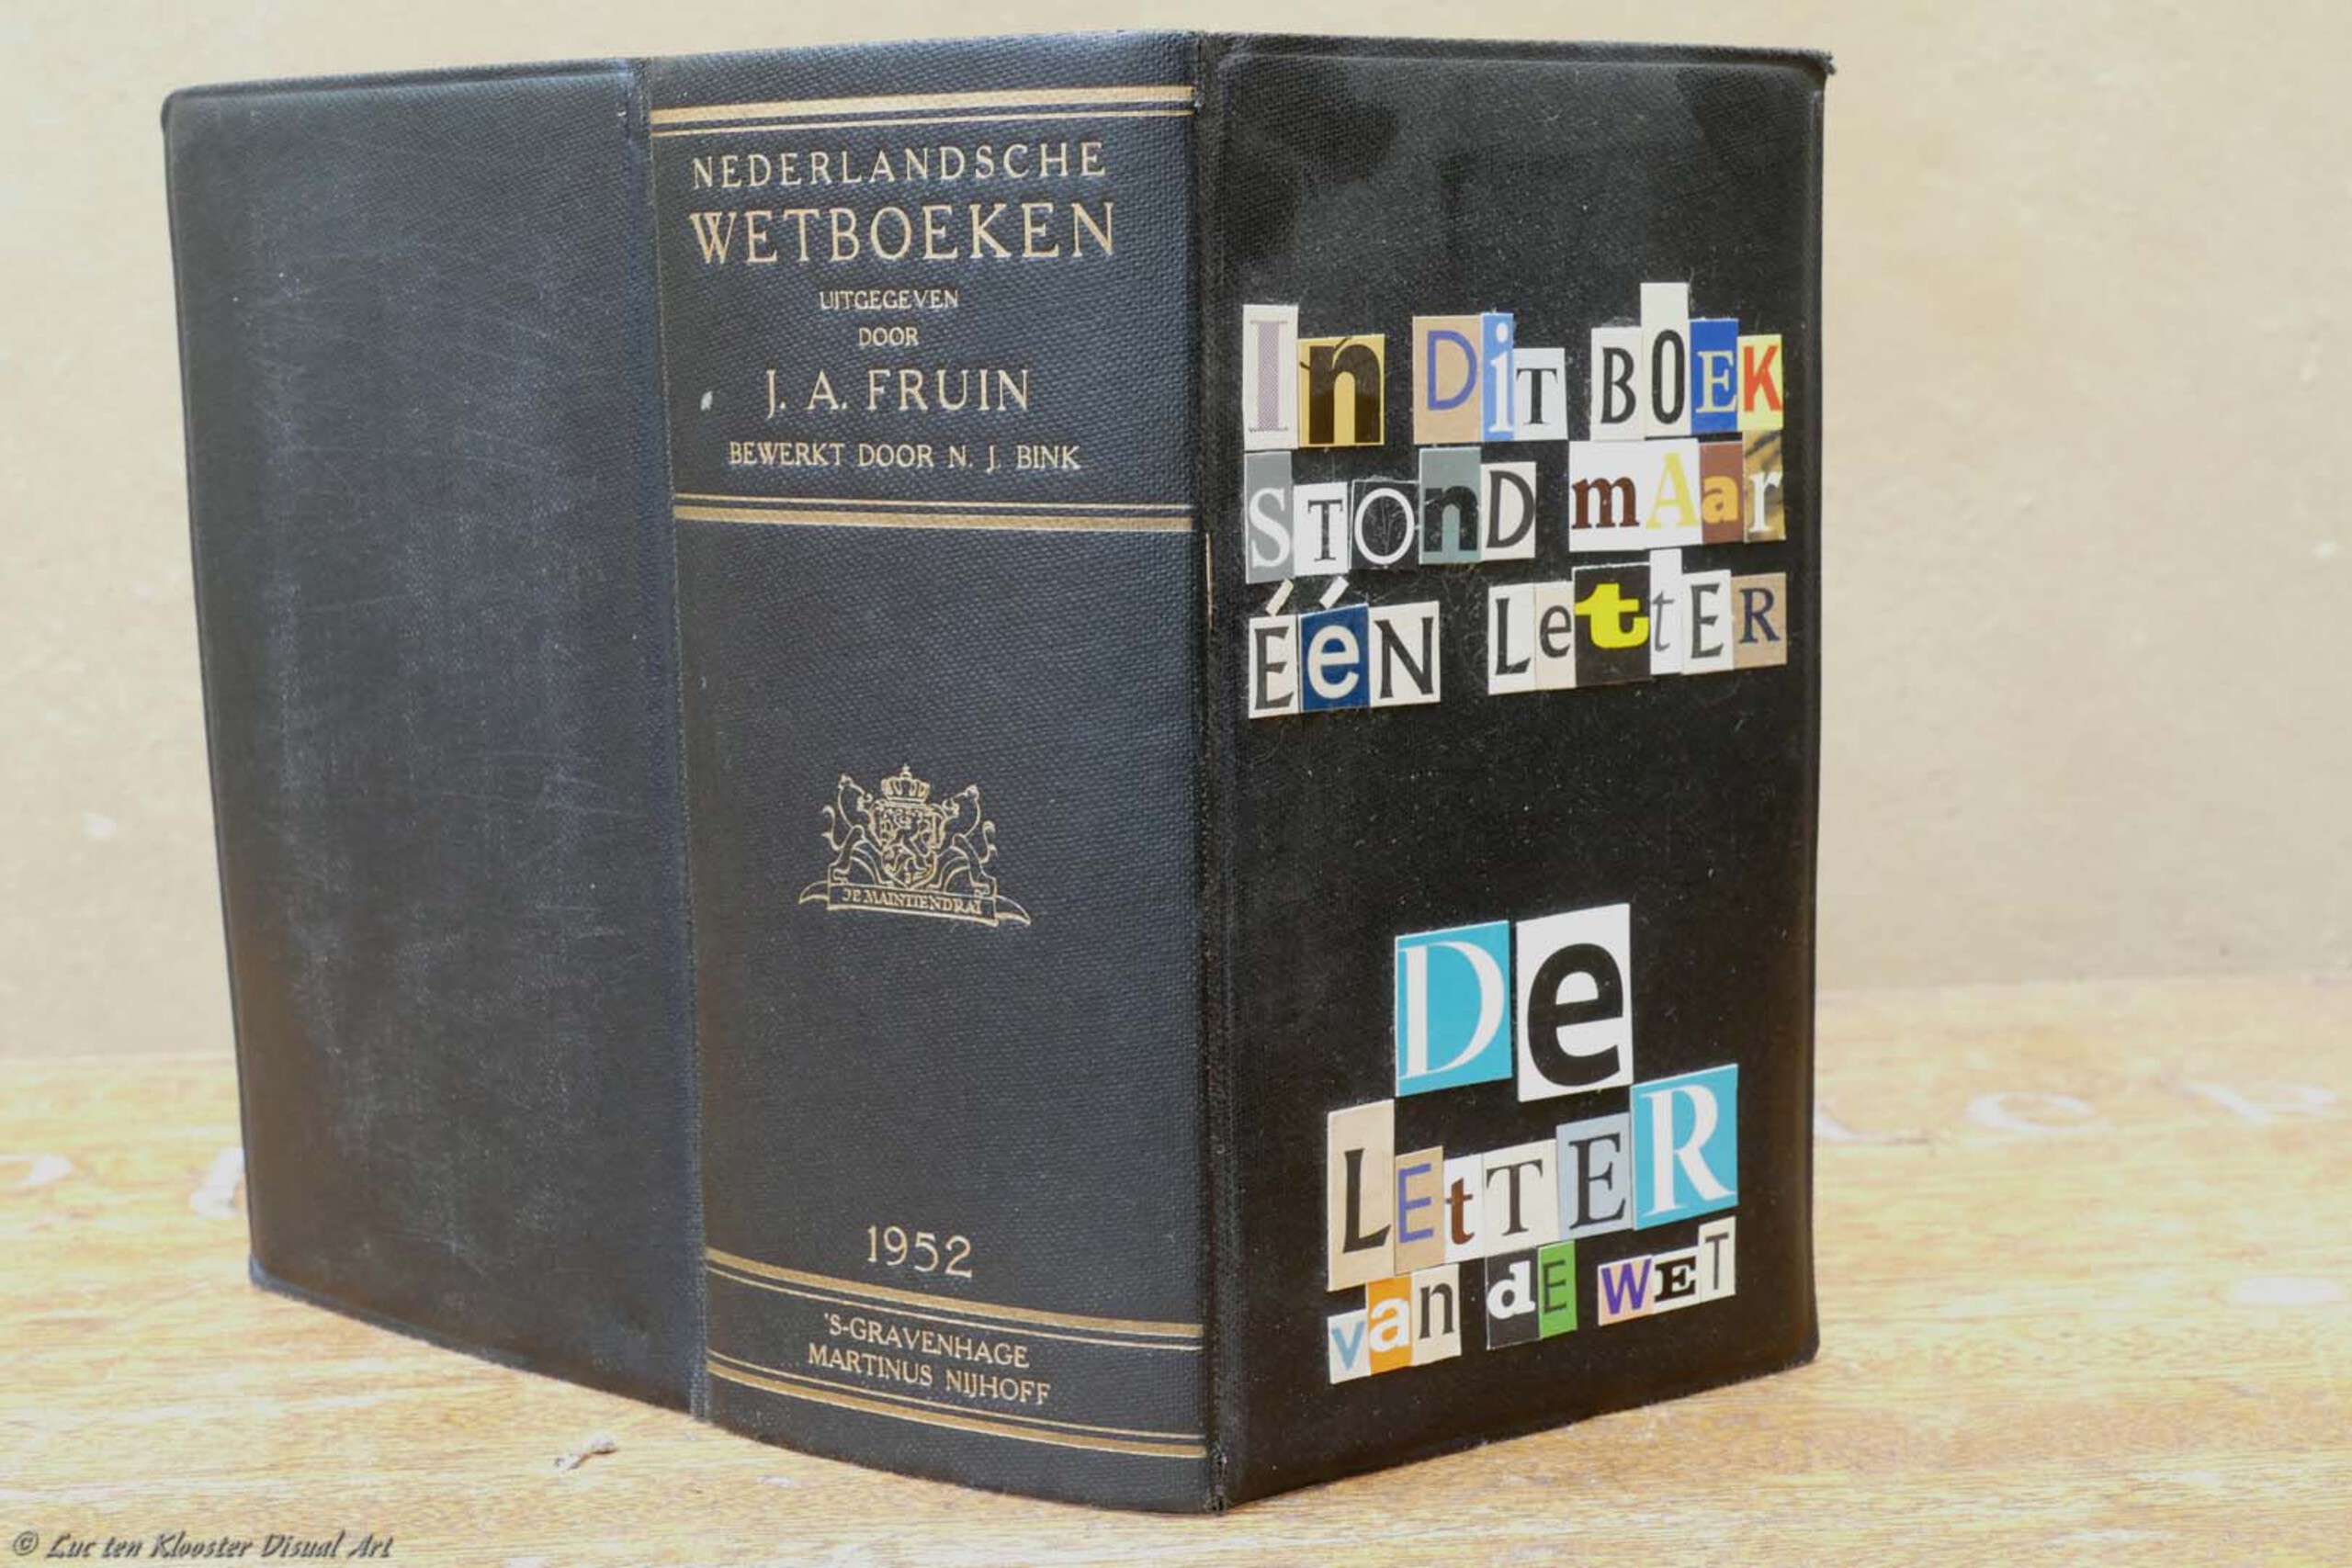 NEDERLANDSCHE
WETBOEKEN
UITGEGEVEN
DOOR
J. A. FRUIN
BEWERKT DOOR N. J. BINK
JE MAINTIENDRAI
1952
'S-GRAVENHAGE
MARTINUS NIJHOFF
In DiT BOEK
STOnD mAar
ÉéN LettER
De
LEtTER
van dE WET
© Luc ten Klooster Visual Art